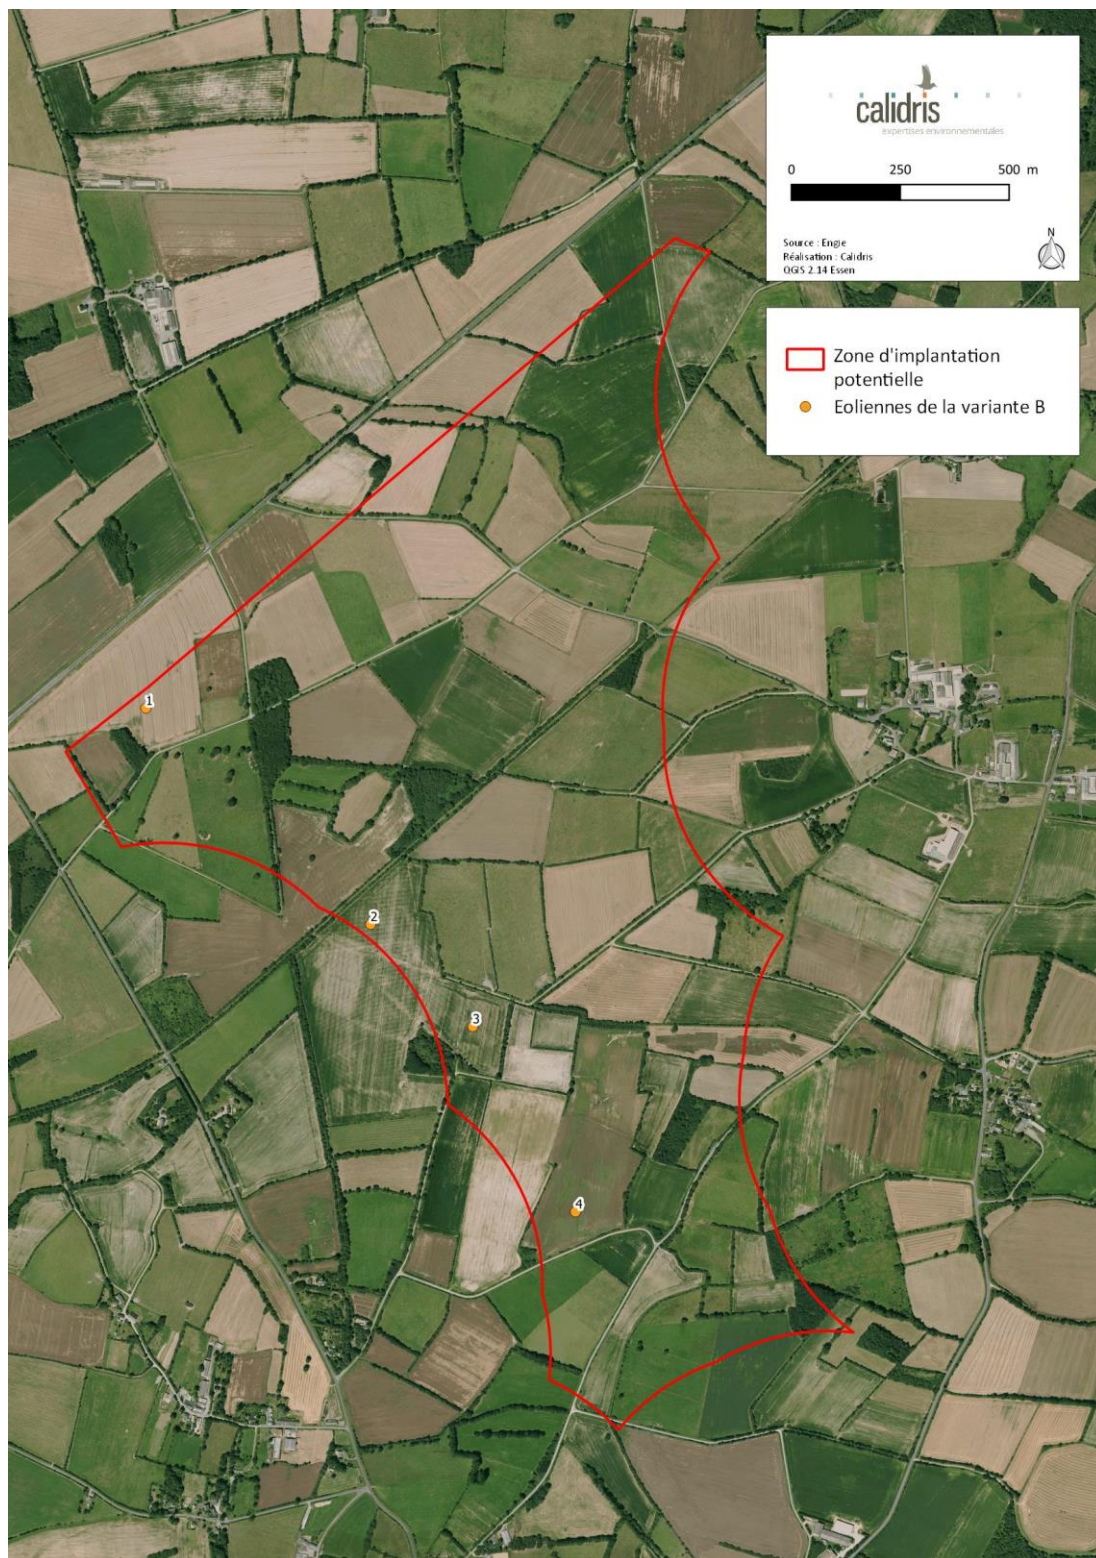 calidris
expertises environnementales
0 250 500 m
Source : Engie
Réalisation : Calidris
QGIS 2.14 Essen
N
Zone d'implantation
potentielle
Eoliennes de la variante B
1
2
3
4